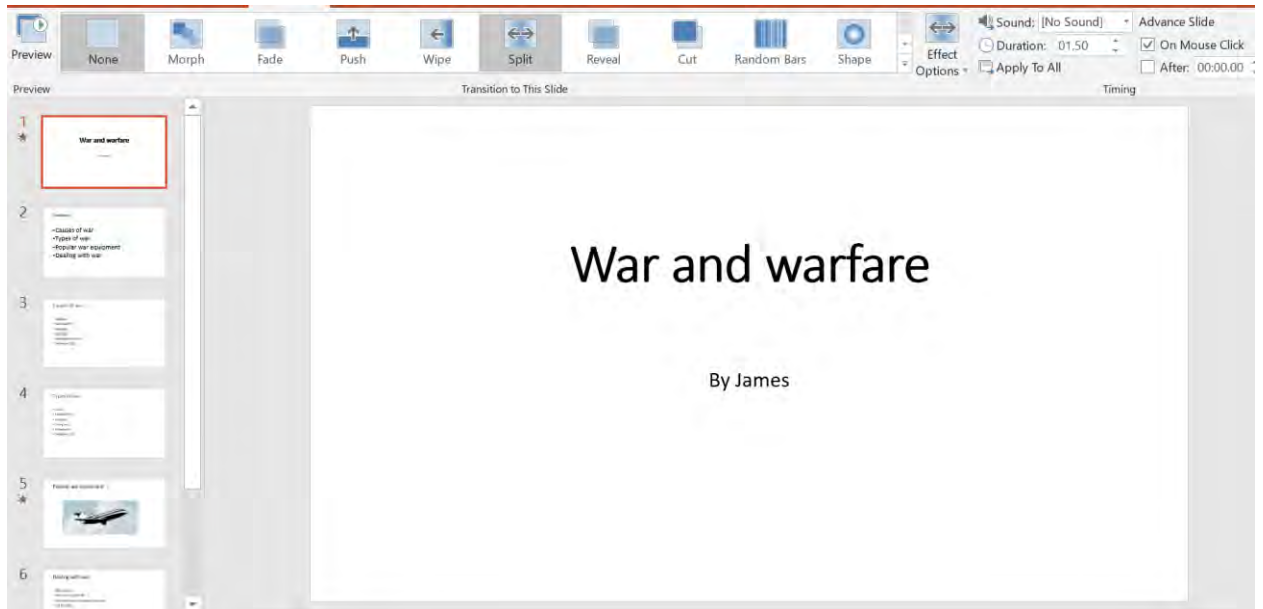 Preview
None
Morph
Fade
Push
Wipe
Split
Reveal
Cut
Random Bars
Shape
Effect
Options
Sound: [No Sound]
Duration: 01.50
Apply To All
Advance Slide
On Mouse Click
After: 00:00.00
Preview
Transition to This Slide
Timing
1
War and warfare
2
•Causes of war
•Types of war
•Popular war equipment
•Dealing with war
3
4
5
6
War and warfare
By James